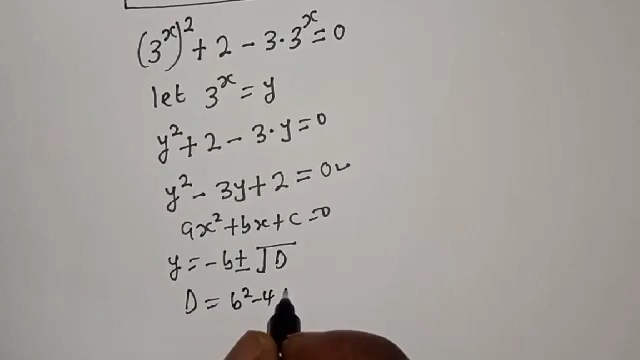 (3^x)^2 + 2 - 3·3^x = 0
let 3^x = y
y^2 + 2 - 3·y = 0
y^2 - 3y + 2 = 0
ax^2 + bx + c = 0
y = -b ± √D
D = b^2 - 4